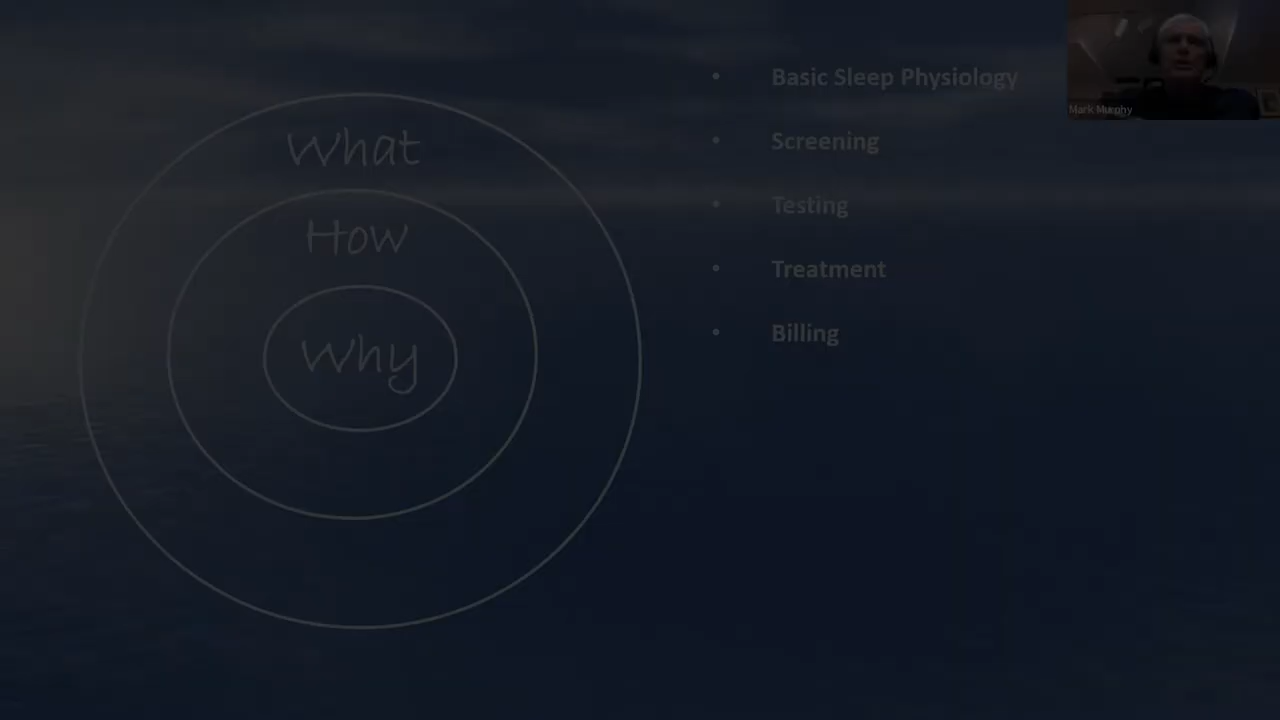 What
How
Why
• Basic Sleep Physiology
• Screening
• Testing
• Treatment
• Billing
Mark Murphy